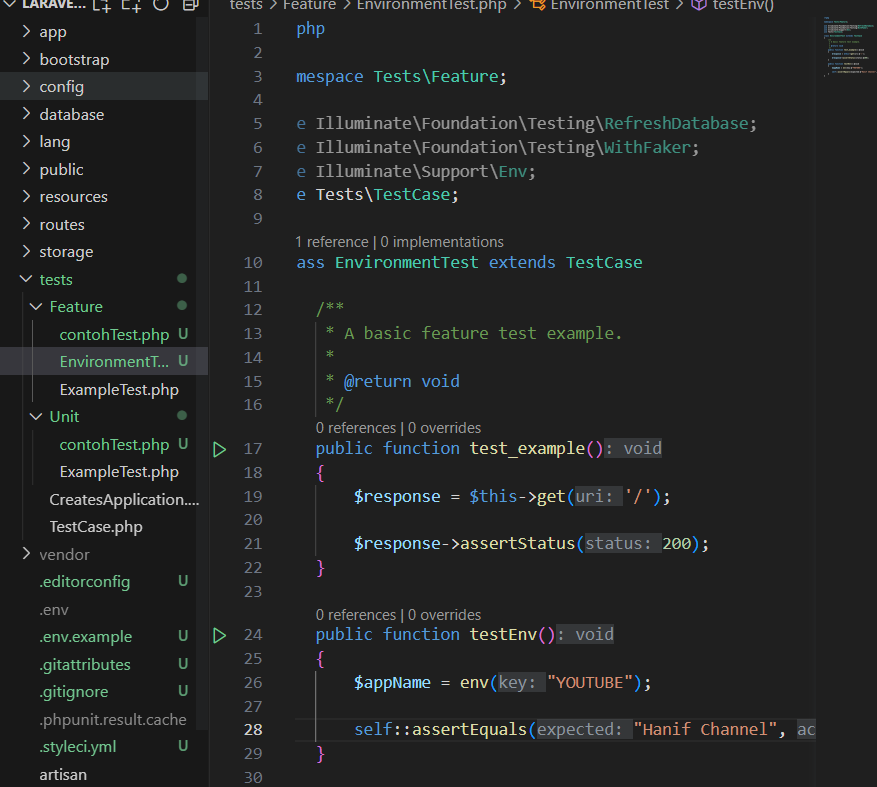 LARAVE...
app
bootstrap
config
database
lang
public
resources
routes
storage
tests
Feature
contohTest.php U
EnvironmentT... U
ExampleTest.php
Unit
contohTest.php U
ExampleTest.php
CreatesApplication....
TestCase.php
vendor
.editorconfig U
.env
.env.example U
.gitattributes U
.gitignore U
.phpunit.result.cache
.styleci.yml U
artisan
tests > Feature > EnvironmentTest.php > EnvironmentTest > testEnv()
1 php
2
3 mespace Tests\Feature;
4
5 e Illuminate\Foundation\Testing\RefreshDatabase;
6 e Illuminate\Foundation\Testing\WithFaker;
7 e Illuminate\Support\Env;
8 e Tests\TestCase;
9
1 reference | 0 implementations
10 ass EnvironmentTest extends TestCase
11
12 /**
13 * A basic feature test example.
14 *
15 * @return void
16 */
0 references | 0 overrides
17 public function test_example(): void
18 {
19 $response = $this->get(uri: '/');
20
21 $response->assertStatus(status: 200);
22 }
23
0 references | 0 overrides
24 public function testEnv(): void
25 {
26 $appName = env(key: "YOUTUBE");
27
28 self::assertEquals(expected: "Hanif Channel", ac
29 }
30